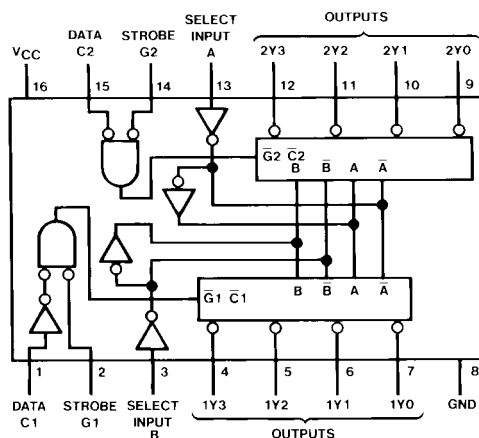 OUTPUTS
DATA STROBE SELECT INPUT
VCC C2 G2 A 2Y3 2Y2 2Y1 2Y0
16 15 14 13 12 11 10 9
G̅2 C̅2
B B̅ A A̅
G̅1 C̅1 B B̅ A A̅
1 2 3 4 5 6 7 8
DATA STROBE SELECT 1Y3 1Y2 1Y1 1Y0 GND
C1 G1 INPUT
B OUTPUTS